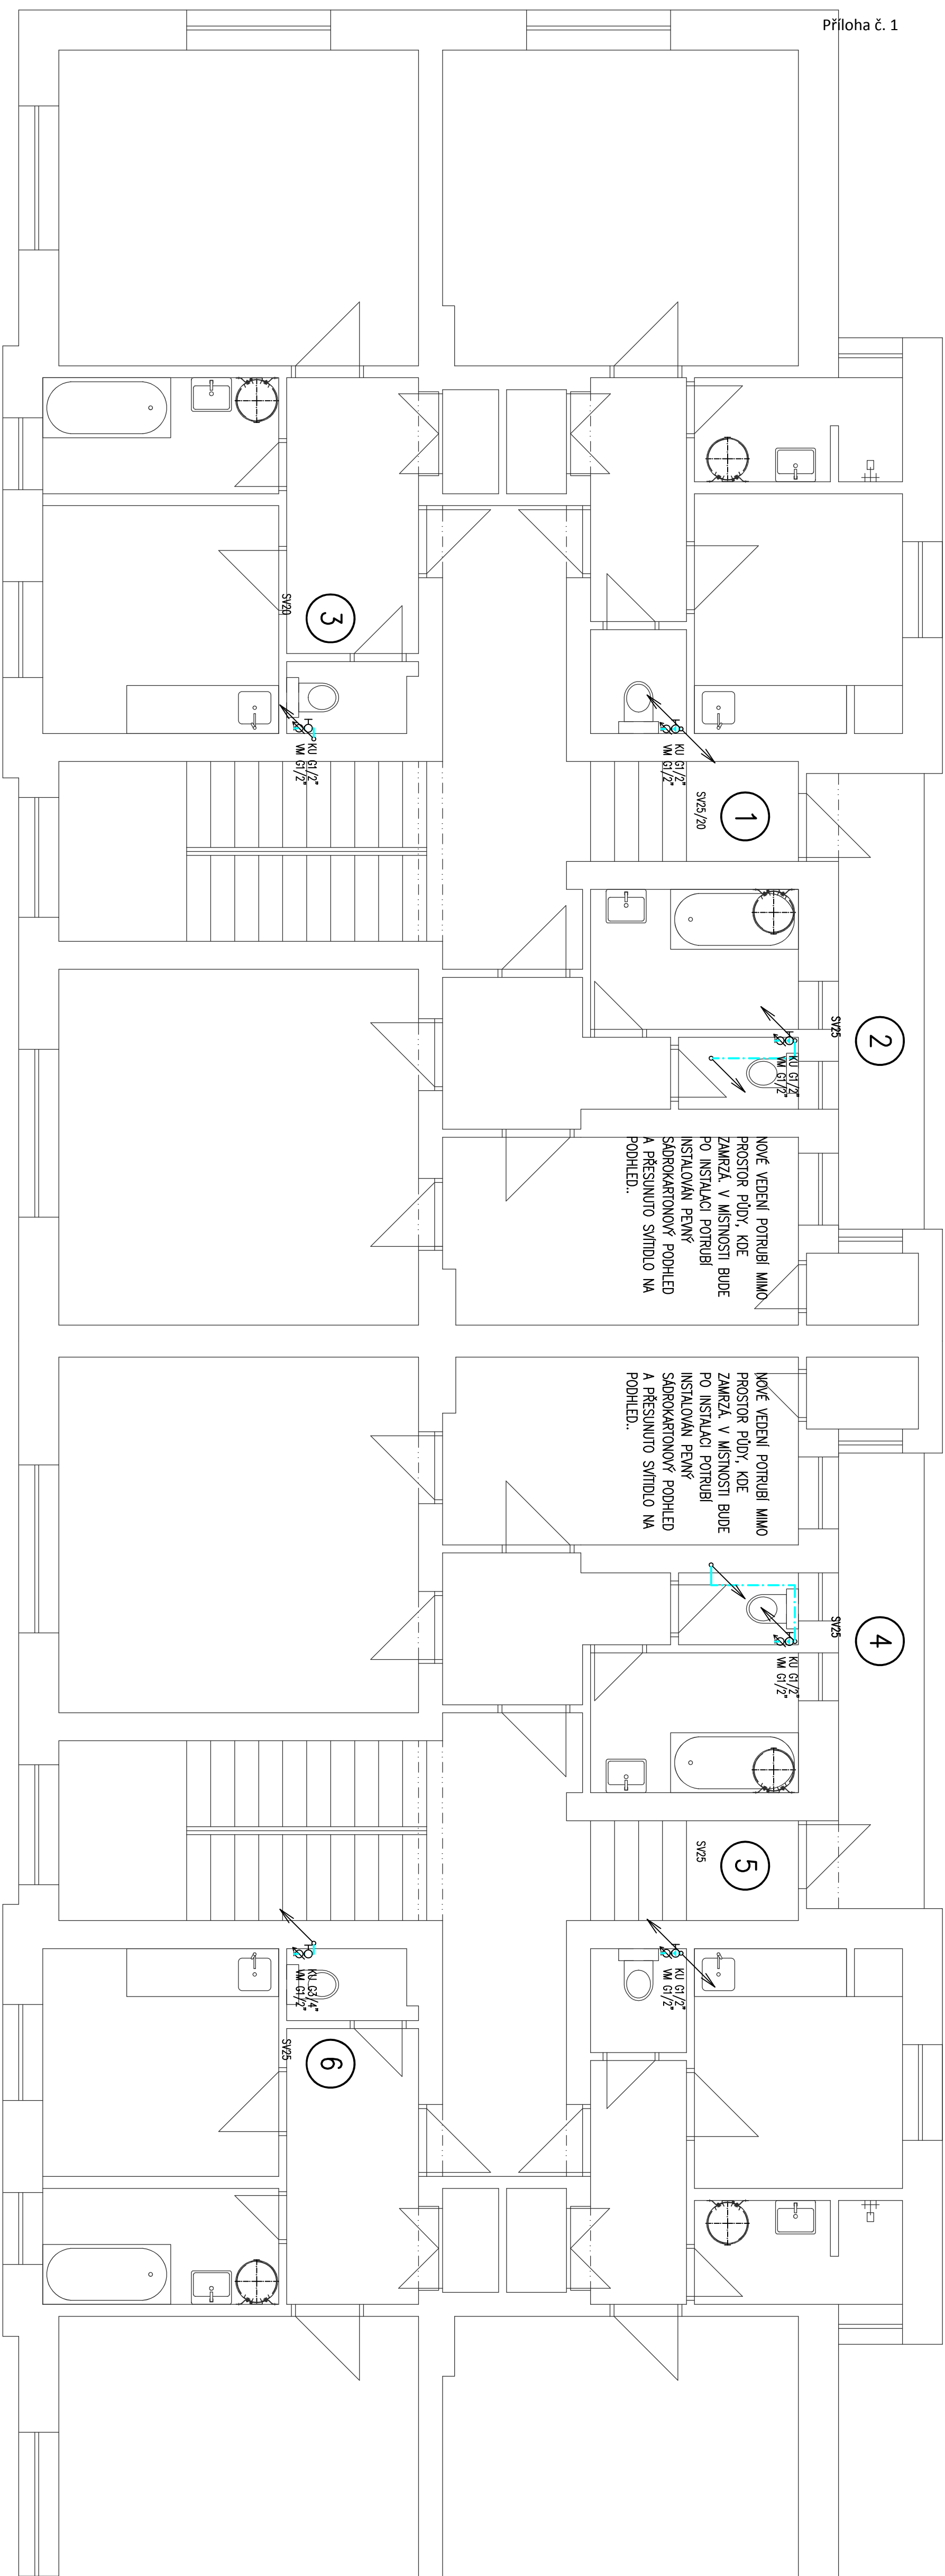 Příloha č. 1
3
SV20
KU G1/2"
VM G1/2"
KU G1/2"
VM G1/2"
1
SV25/20
2
SV25
KU G1/2"
VM G1/2"
NOVÉ VEDENÍ POTRUBÍ MIMO
PROSTOR PŮDY, KDE
ZAMRZÁ. V MÍSTNOSTI BUDE
PO INSTALACI POTRUBÍ
INSTALOVÁN PEVNÝ
SÁDROKARTONOVÝ PODHLED
A PŘESUNUTO SVÍTIDLO NA
PODHLED..
NOVÉ VEDENÍ POTRUBÍ MIMO
PROSTOR PŮDY, KDE
ZAMRZÁ. V MÍSTNOSTI BUDE
PO INSTALACI POTRUBÍ
INSTALOVÁN PEVNÝ
SÁDROKARTONOVÝ PODHLED
A PŘESUNUTO SVÍTIDLO NA
PODHLED..
4
SV25
KU G1/2"
VM G1/2"
5
SV25
KU G1/2"
VM G1/2"
KU G3/4"
VM G1/2"
6
SV25